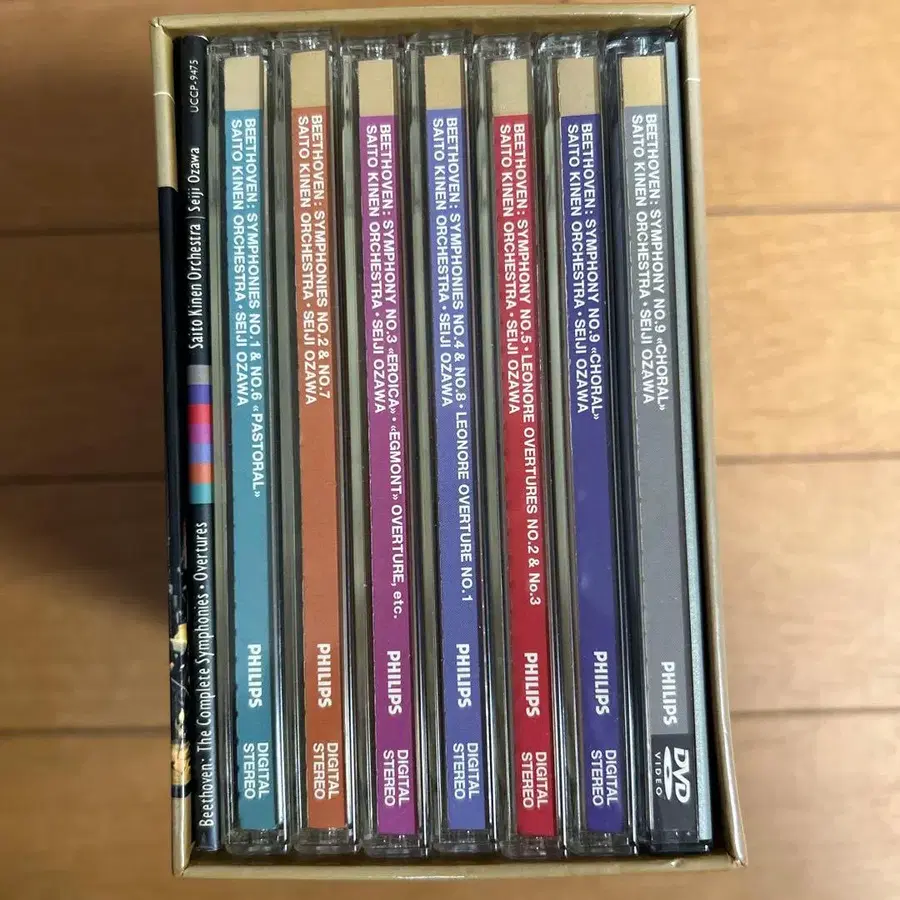 Beethoven: The Complete Symphonies • Overtures
Saito Kinen Orchestra | Seiji Ozawa
UCCP-9475
BEETHOVEN: SYMPHONIES NO.1 & NO.6 «PASTORAL»
SAITO KINEN ORCHESTRA • SEIJI OZAWA
PHILIPS
DIGITAL
STEREO
BEETHOVEN: SYMPHONIES NO.2 & NO.7
SAITO KINEN ORCHESTRA • SEIJI OZAWA
PHILIPS
DIGITAL
STEREO
BEETHOVEN: SYMPHONY NO.3 «EROICA» • «EGMONT» OVERTURE, etc.
SAITO KINEN ORCHESTRA • SEIJI OZAWA
PHILIPS
DIGITAL
STEREO
BEETHOVEN: SYMPHONIES NO.4 & NO.8 • LEONORE OVERTURE NO.1
SAITO KINEN ORCHESTRA • SEIJI OZAWA
PHILIPS
DIGITAL
STEREO
BEETHOVEN: SYMPHONY NO.5 • LEONORE OVERTURES NO.2 & No.3
SAITO KINEN ORCHESTRA • SEIJI OZAWA
PHILIPS
DIGITAL
STEREO
BEETHOVEN: SYMPHONY NO.9 «CHORAL»
SAITO KINEN ORCHESTRA • SEIJI OZAWA
PHILIPS
DIGITAL
STEREO
BEETHOVEN: SYMPHONY NO.9 «CHORAL»
SAITO KINEN ORCHESTRA • SEIJI OZAWA
PHILIPS
DVD
VIDEO